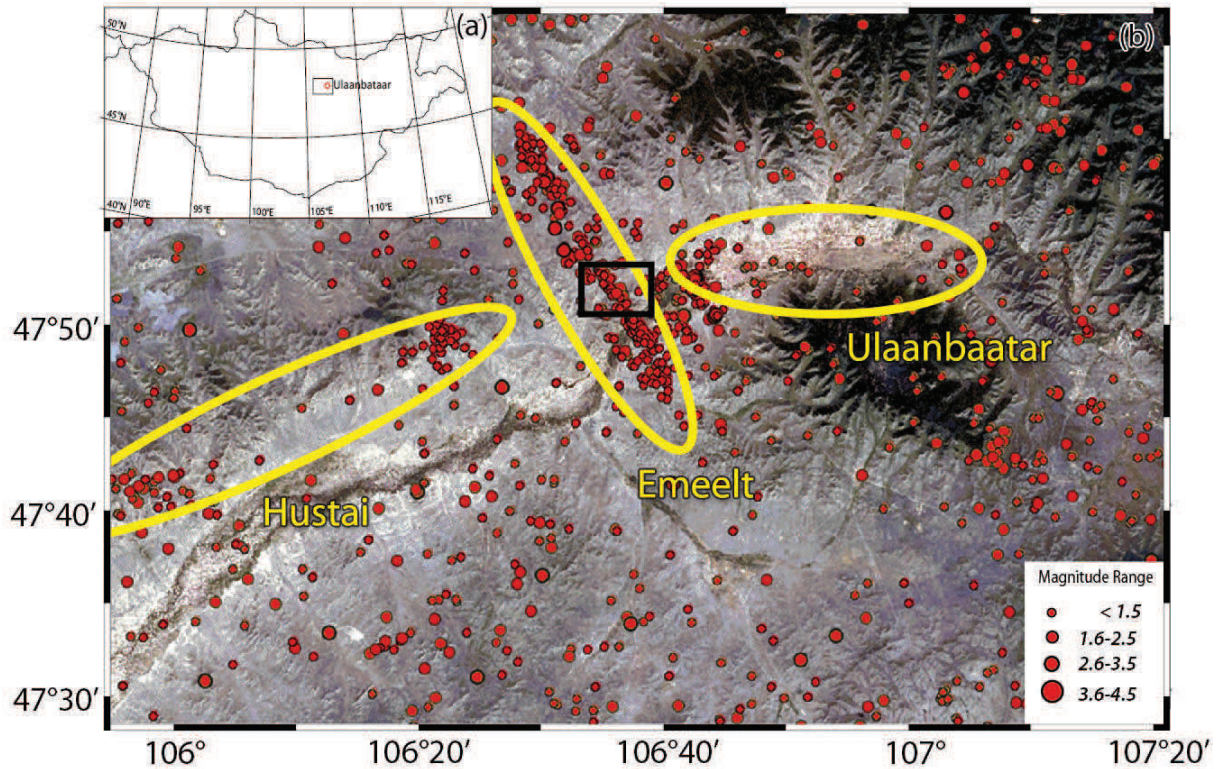 (a)
(b)
50°N
45°N
40°N
90°E
95°E
100°E
105°E
110°E
115°E
Ulaanbataar
47°50′
47°40′
47°30′
Ulaanbaatar
Emeelt
Hustai
Magnitude Range
< 1.5
1.6-2.5
2.6-3.5
3.6-4.5
106°
106°20′
106°40′
107°
107°20′